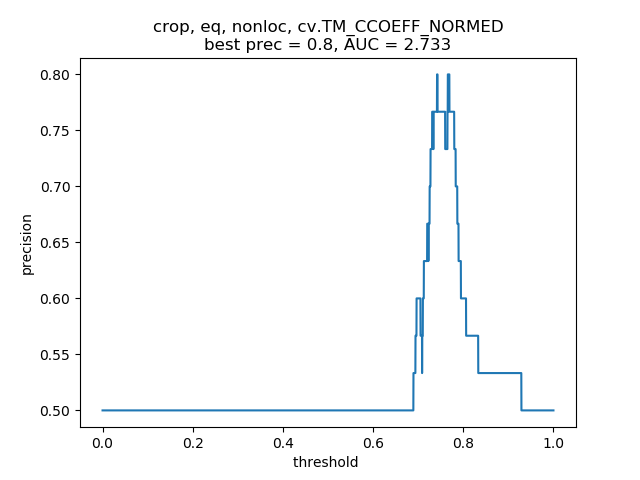 crop, eq, nonloc, cv.TM_CCOEFF_NORMED
best prec = 0.8, AUC = 2.733
0.80
0.75
0.70
0.65
0.60
0.55
0.50
precision
0.0 0.2 0.4 0.6 0.8 1.0
threshold